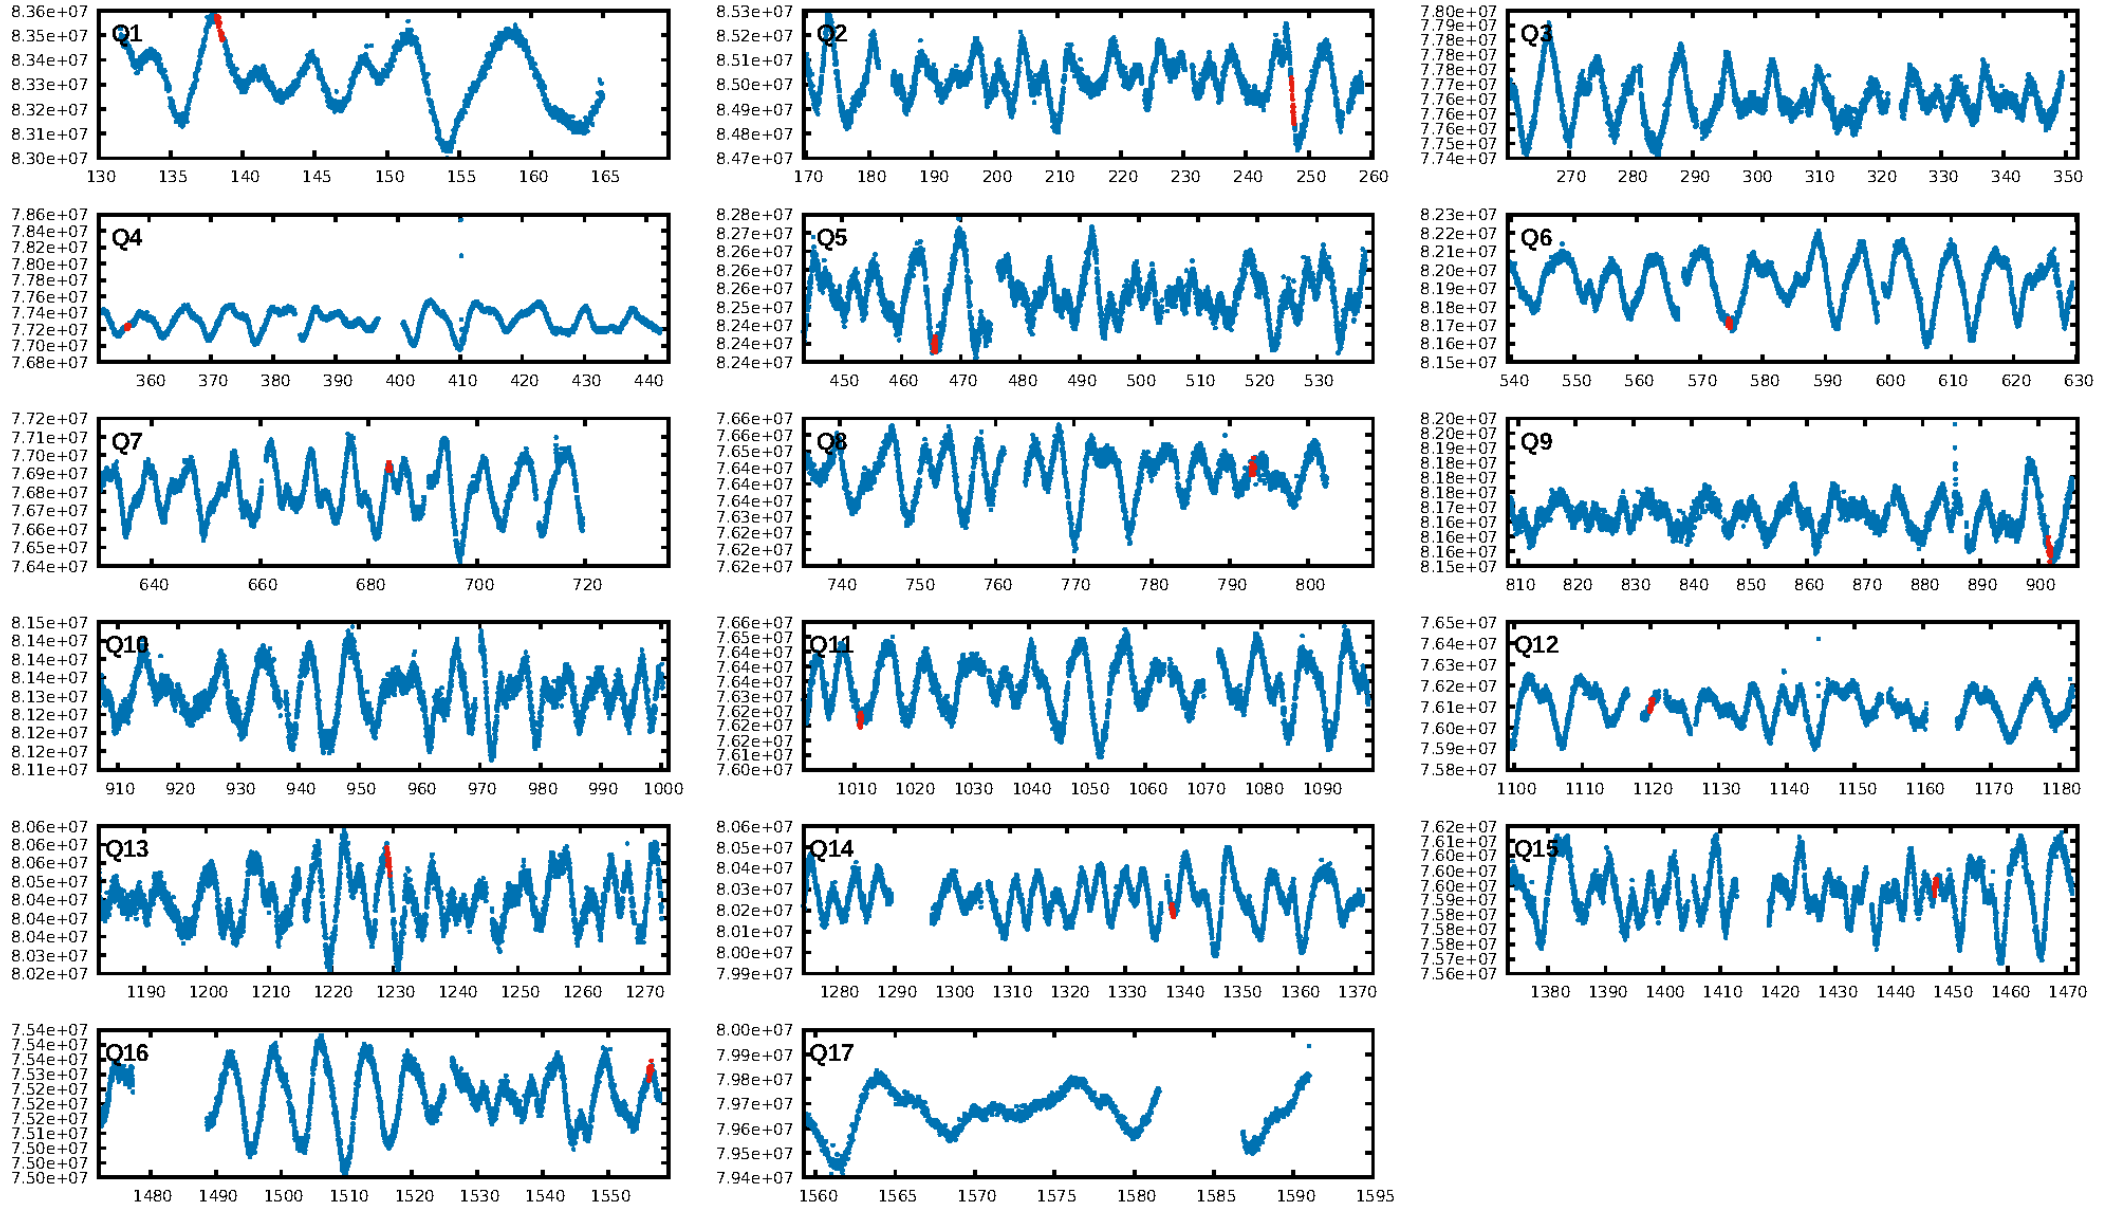 8.36e+07
8.35e+07
8.34e+07
8.33e+07
8.32e+07
8.31e+07
8.30e+07
Q1
130 135 140 145 150 155 160 165
8.53e+07
8.52e+07
8.51e+07
8.50e+07
8.49e+07
8.48e+07
8.47e+07
Q2
170 180 190 200 210 220 230 240 250 260
7.80e+07
7.79e+07
7.79e+07
7.78e+07
7.77e+07
7.77e+07
7.76e+07
7.76e+07
7.75e+07
7.75e+07
7.74e+07
Q3
270 280 290 300 310 320 330 340 350
7.86e+07
7.84e+07
7.82e+07
7.80e+07
7.78e+07
7.76e+07
7.74e+07
7.72e+07
7.70e+07
7.68e+07
Q4
360 370 380 390 400 410 420 430 440
8.28e+07
8.27e+07
8.26e+07
8.26e+07
8.26e+07
8.25e+07
8.24e+07
8.24e+07
8.24e+07
Q5
450 460 470 480 490 500 510 520 530
8.23e+07
8.22e+07
8.21e+07
8.20e+07
8.19e+07
8.18e+07
8.17e+07
8.16e+07
8.15e+07
Q6
540 550 560 570 580 590 600 610 620 630
7.72e+07
7.71e+07
7.70e+07
7.69e+07
7.68e+07
7.67e+07
7.66e+07
7.65e+07
7.64e+07
Q7
640 660 680 700 720
7.66e+07
7.66e+07
7.65e+07
7.64e+07
7.64e+07
7.64e+07
7.63e+07
7.62e+07
7.62e+07
7.62e+07
Q8
740 750 760 770 780 790 800
8.20e+07
8.20e+07
8.19e+07
8.18e+07
8.18e+07
8.18e+07
8.17e+07
8.16e+07
8.16e+07
8.16e+07
8.15e+07
Q9
810 820 830 840 850 860 870 880 890 900
8.15e+07
8.14e+07
8.14e+07
8.14e+07
8.13e+07
8.12e+07
8.12e+07
8.12e+07
8.11e+07
Q10
910 920 930 940 950 960 970 980 990 1000
7.66e+07
7.65e+07
7.64e+07
7.64e+07
7.64e+07
7.63e+07
7.62e+07
7.62e+07
7.62e+07
7.61e+07
7.60e+07
Q11
1010 1020 1030 1040 1050 1060 1070 1080 1090
7.65e+07
7.64e+07
7.63e+07
7.62e+07
7.61e+07
7.60e+07
7.59e+07
7.58e+07
Q12
1100 1110 1120 1130 1140 1150 1160 1170 1180
8.06e+07
8.06e+07
8.06e+07
8.05e+07
8.04e+07
8.04e+07
8.04e+07
8.03e+07
8.02e+07
Q13
1190 1200 1210 1220 1230 1240 1250 1260 1270
8.06e+07
8.05e+07
8.04e+07
8.03e+07
8.02e+07
8.01e+07
8.00e+07
7.99e+07
Q14
1280 1290 1300 1310 1320 1330 1340 1350 1360 1370
7.62e+07
7.61e+07
7.60e+07
7.60e+07
7.60e+07
7.59e+07
7.58e+07
7.58e+07
7.58e+07
7.57e+07
7.56e+07
Q15
1380 1390 1400 1410 1420 1430 1440 1450 1460 1470
7.54e+07
7.54e+07
7.54e+07
7.53e+07
7.52e+07
7.52e+07
7.52e+07
7.51e+07
7.50e+07
7.50e+07
7.50e+07
Q16
1480 1490 1500 1510 1520 1530 1540 1550
8.00e+07
7.99e+07
7.98e+07
7.97e+07
7.96e+07
7.95e+07
7.94e+07
Q17
1560 1565 1570 1575 1580 1585 1590 1595